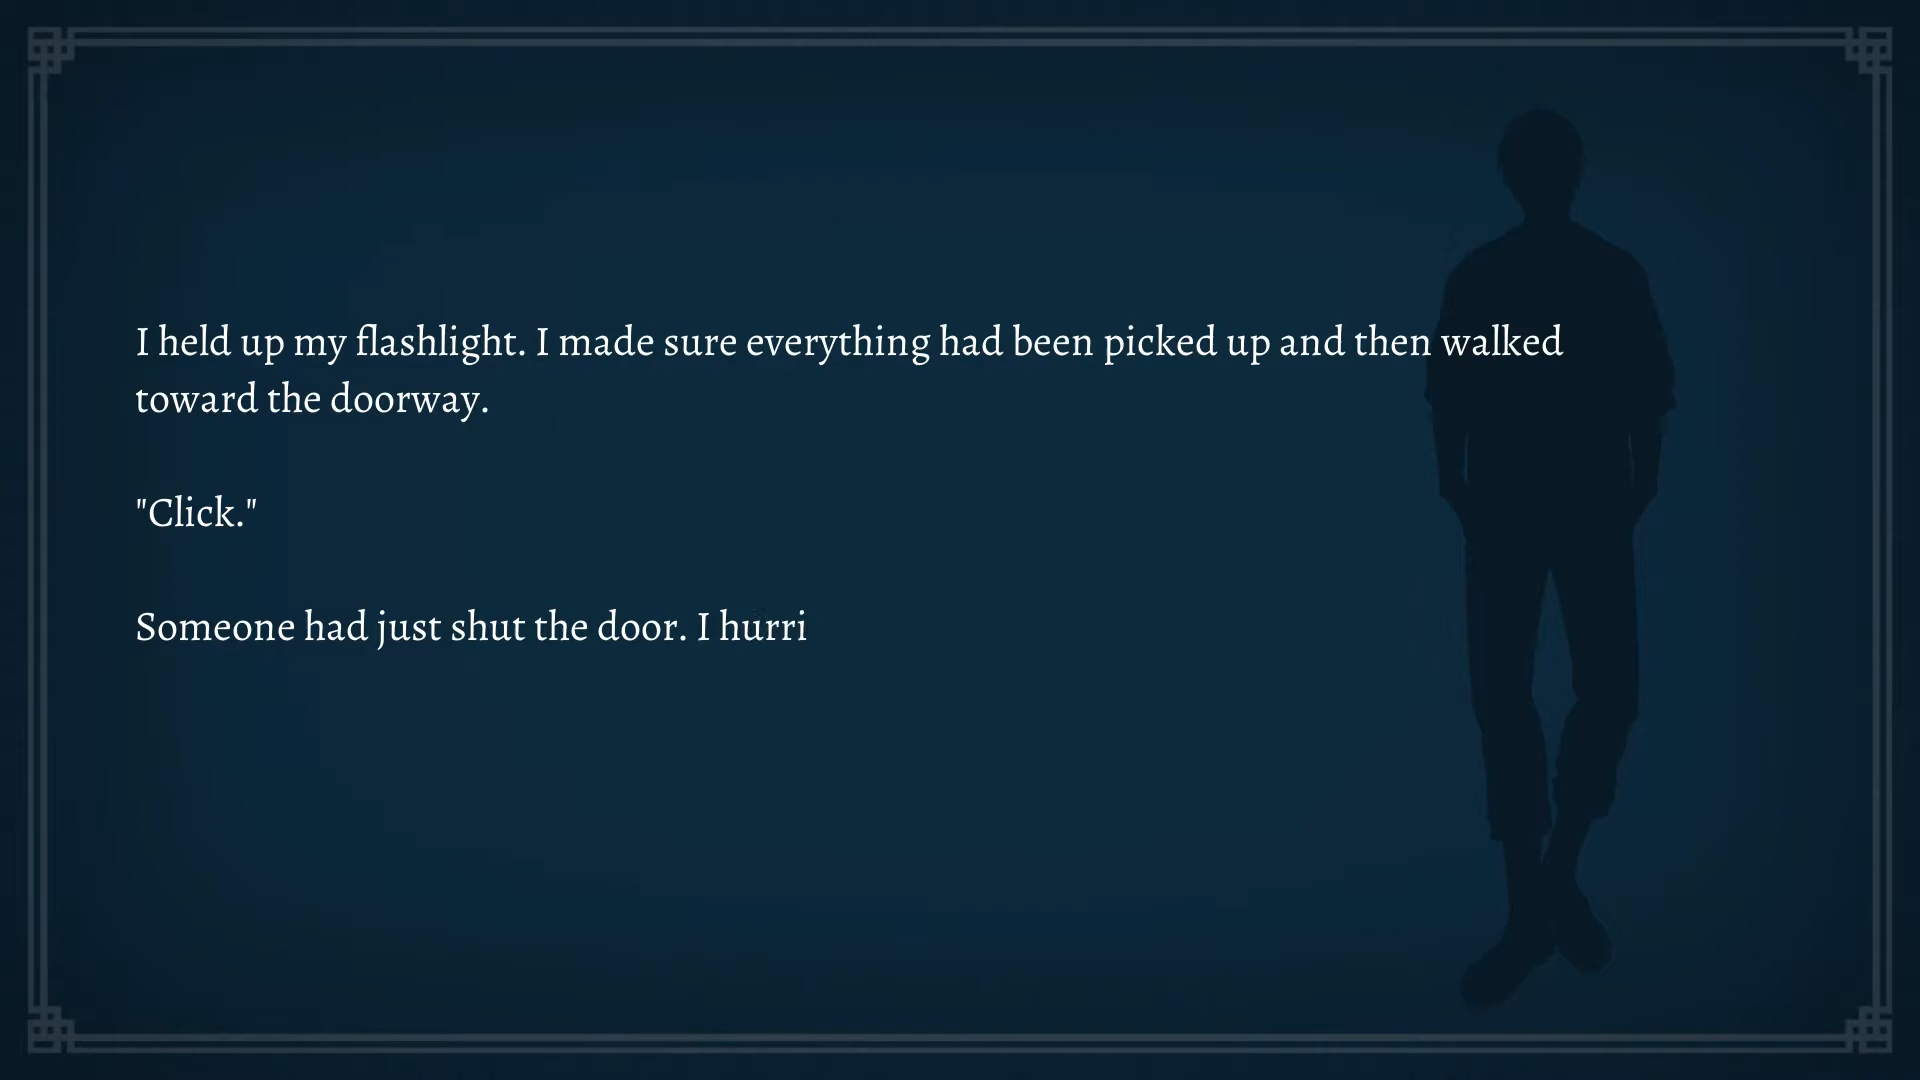 I held up my flashlight. I made sure everything had been picked up and then walked
toward the doorway.
"Click."
Someone had just shut the door. I hurri